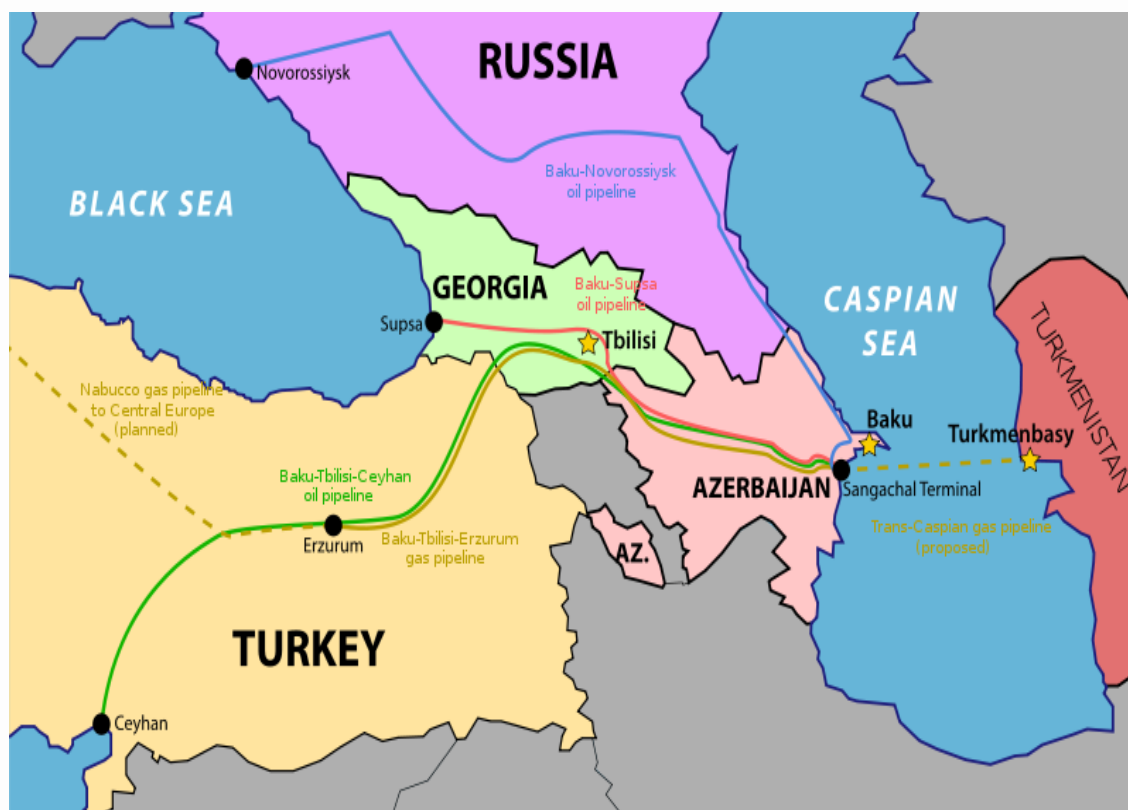 RUSSIA
Novorossiysk
Baku-Novorossiysk
oil pipeline
BLACK SEA
GEORGIA
Baku-Supsa
oil pipeline
CASPIAN
SEA
Supsa
Tbilisi
TURKMENISTAN
Nabucco gas pipeline
to Central Europe
(planned)
Baku
Turkmenbasy
Baku-Tbilisi-Ceyhan
oil pipeline
AZERBAIJAN
Sangachal Terminal
Erzurum
Baku-Tbilisi-Erzurum
gas pipeline
Trans-Caspian gas pipeline
(proposed)
AZ.
TURKEY
Ceyhan